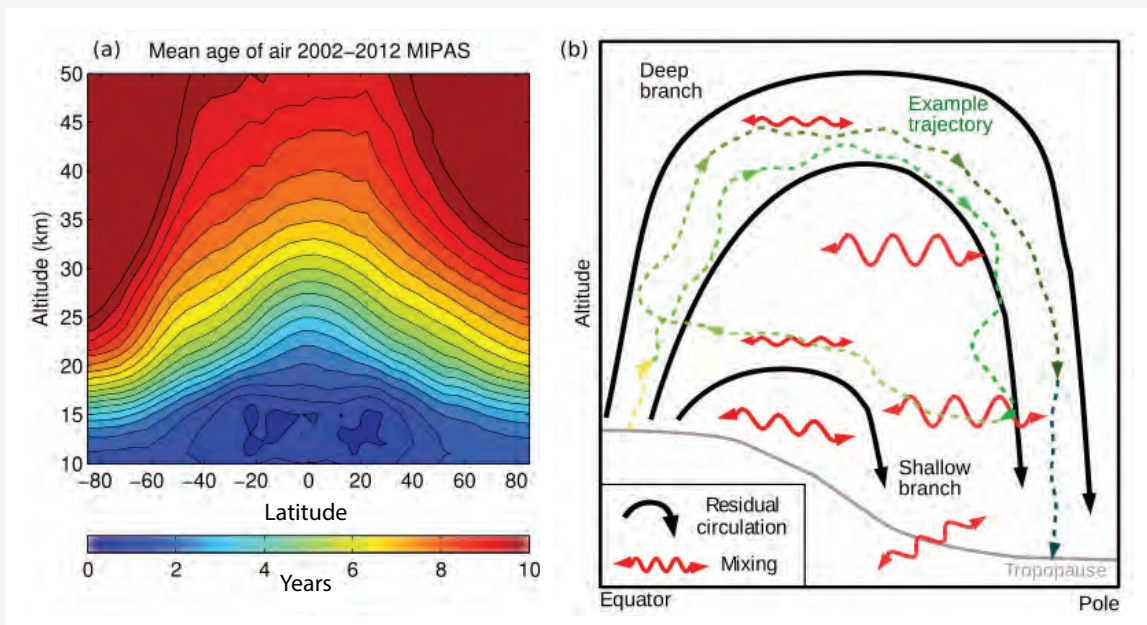 (a) Mean age of air 2002−2012 MIPAS
50
45
40
35
30
25
20
15
10
Altitude (km)
−80 −60 −40 −20 0 20 40 60 80
Latitude
0 2 4 6 8 10
Years
(b)
Deep
branch
Example
trajectory
Altitude
Shallow
branch
Residual
circulation
Mixing
Tropopause
Equator
Pole